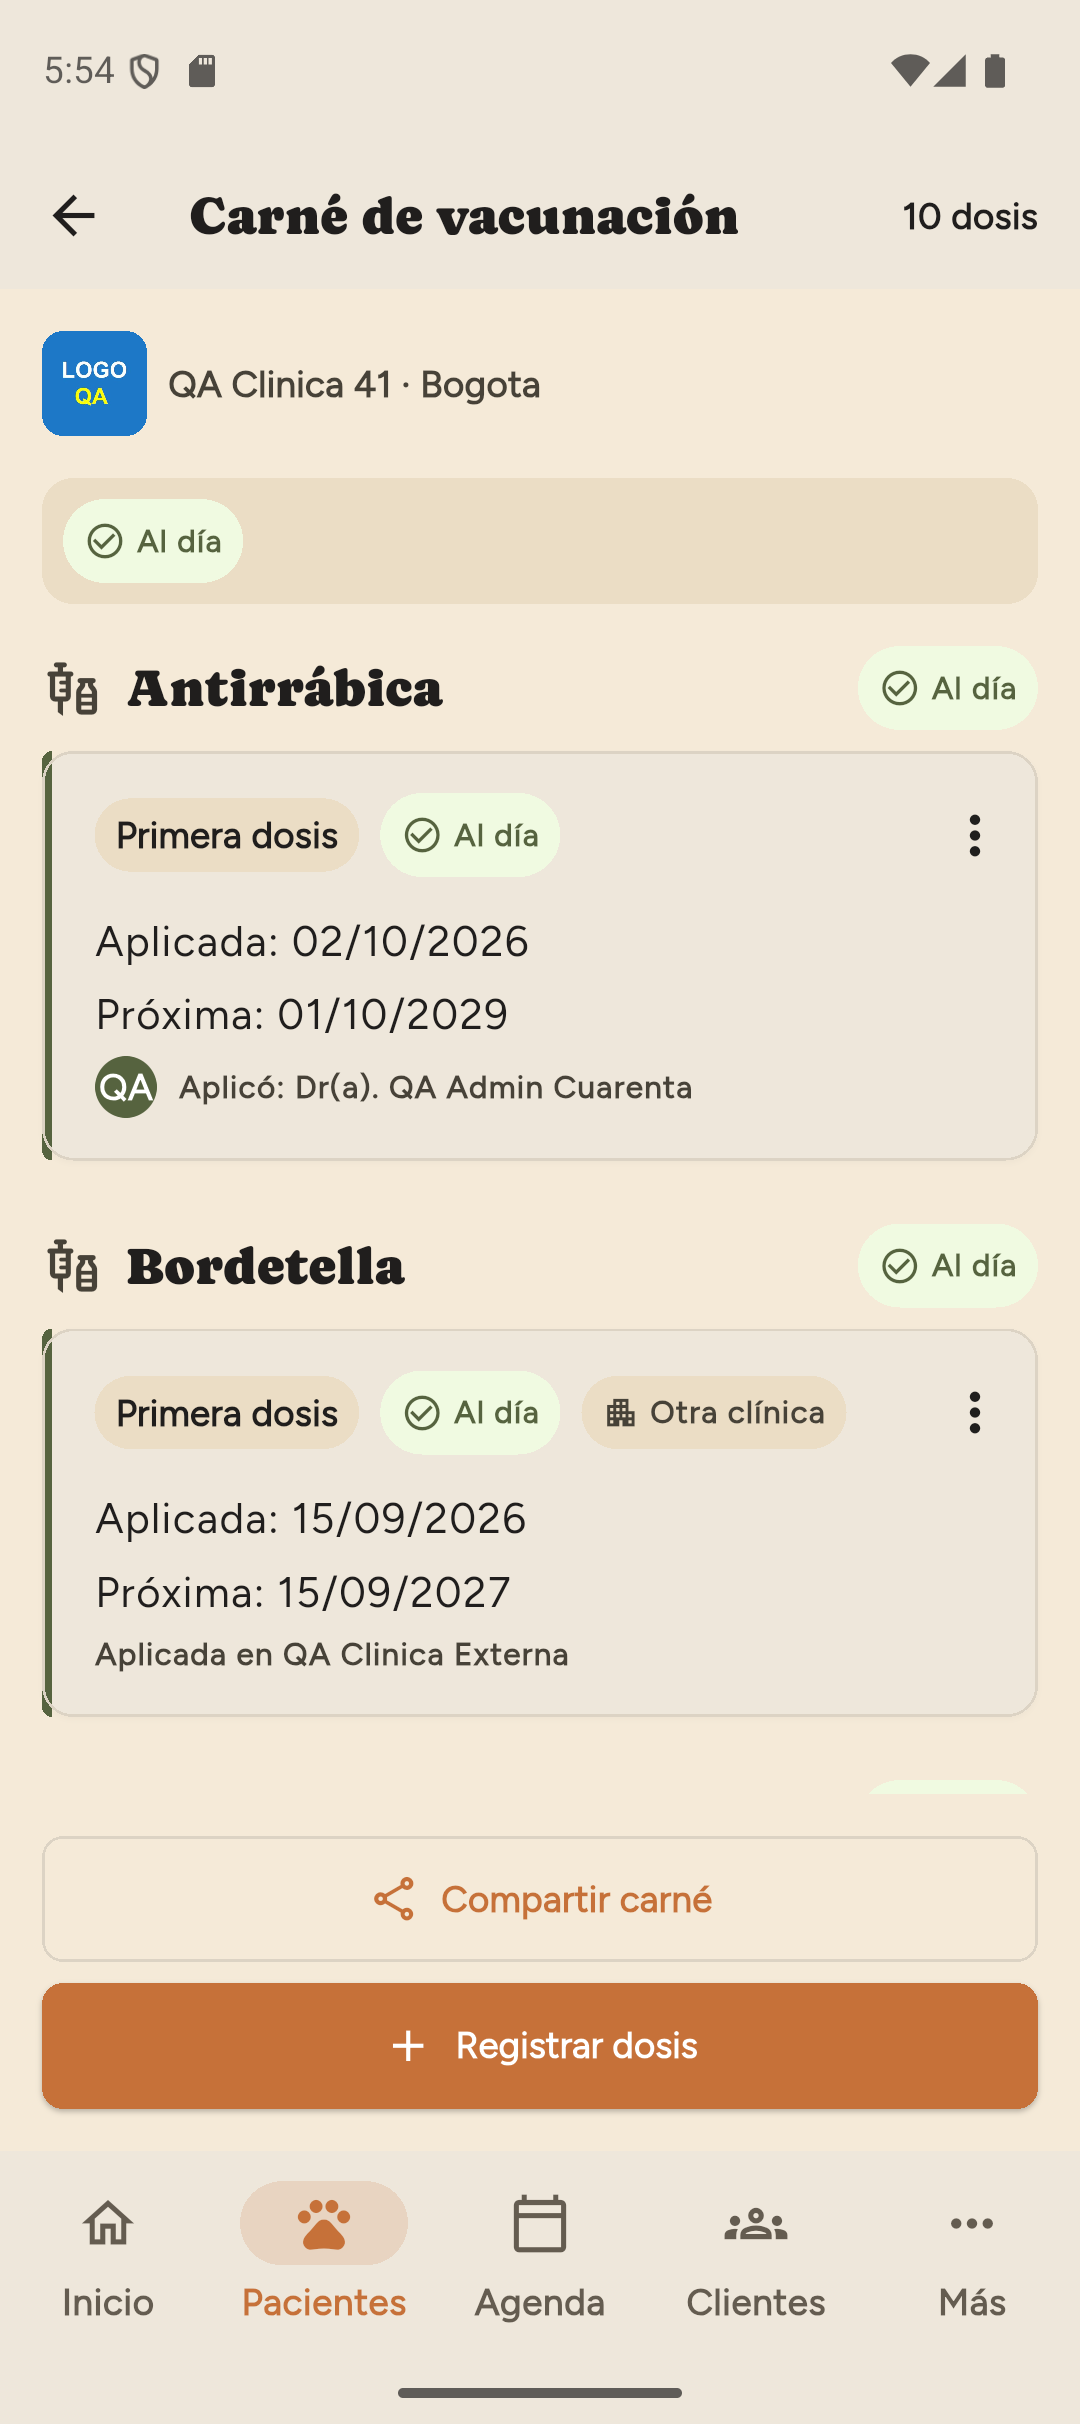 5:54
Carné de vacunación
10 dosis
LOGO
QA
QA Clinica 41 · Bogota
Al día
Antirrábica
Al día
Primera dosis
Al día
Aplicada: 02/10/2026
Próxima: 01/10/2029
QA
Aplicó: Dr(a). QA Admin Cuarenta
Bordetella
Al día
Primera dosis
Al día
Otra clínica
Aplicada: 15/09/2026
Próxima: 15/09/2027
Aplicada en QA Clinica Externa
Compartir carné
Registrar dosis
Inicio
Pacientes
Agenda
Clientes
Más